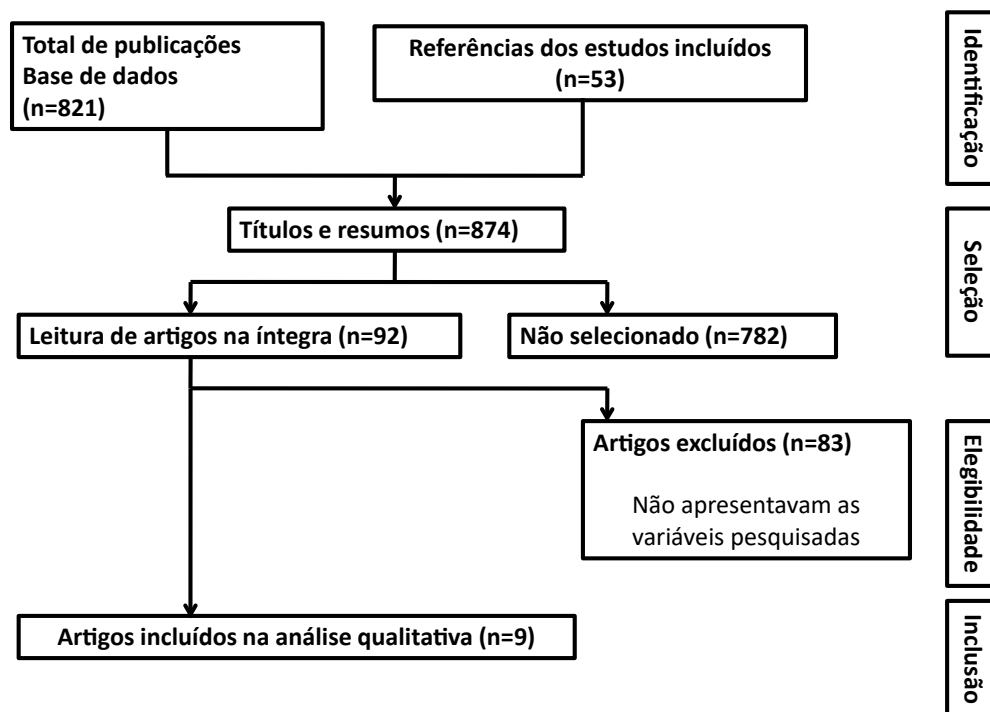 Total de publicações
Base de dados
(n=821)
Referências dos estudos incluídos
(n=53)
Identificação
Títulos e resumos (n=874)
Seleção
Leitura de artigos na íntegra (n=92)
Não selecionado (n=782)
Artigos excluídos (n=83)
Não apresentavam as
variáveis pesquisadas
Elegibilidade
Artigos incluídos na análise qualitativa (n=9)
Inclusão